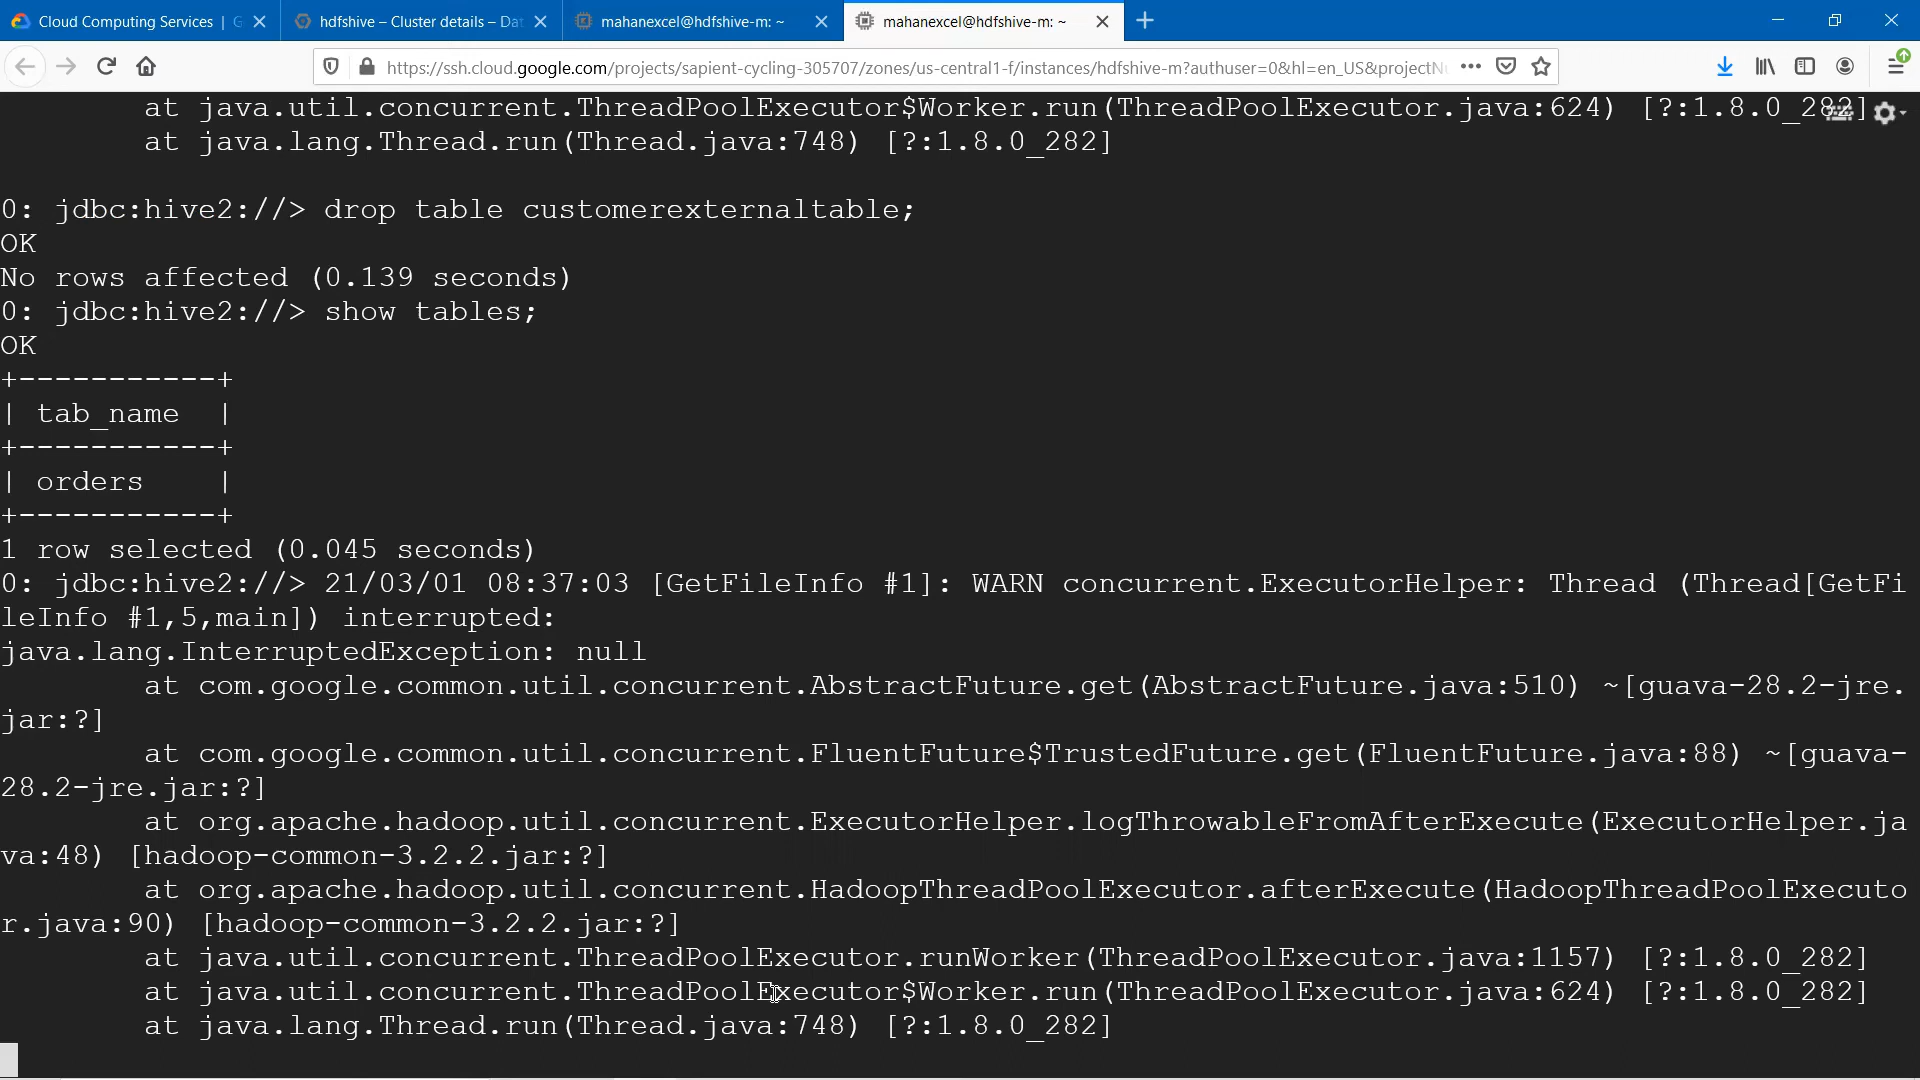 Cloud Computing Services | G
hdfshive – Cluster details – Dat
mahanexcel@hdfshive-m: ~
mahanexcel@hdfshive-m: ~
https://ssh.cloud.google.com/projects/sapient-cycling-305707/zones/us-central1-f/instances/hdfshive-m?authuser=0&hl=en_US&projectNu
at java.util.concurrent.ThreadPoolExecutor$Worker.run(ThreadPoolExecutor.java:624) [?:1.8.0_282]
at java.lang.Thread.run(Thread.java:748) [?:1.8.0_282]
0: jdbc:hive2://> drop table customerexternaltable;
OK
No rows affected (0.139 seconds)
0: jdbc:hive2://> show tables;
OK
+-----------+
| tab_name  |
+-----------+
| orders    |
+-----------+
1 row selected (0.045 seconds)
0: jdbc:hive2://> 21/03/01 08:37:03 [GetFileInfo #1]: WARN concurrent.ExecutorHelper: Thread (Thread[GetFi
leInfo #1,5,main]) interrupted:
java.lang.InterruptedException: null
at com.google.common.util.concurrent.AbstractFuture.get(AbstractFuture.java:510) ~[guava-28.2-jre.
jar:?]
at com.google.common.util.concurrent.FluentFuture$TrustedFuture.get(FluentFuture.java:88) ~[guava-
28.2-jre.jar:?]
at org.apache.hadoop.util.concurrent.ExecutorHelper.logThrowableFromAfterExecute(ExecutorHelper.ja
va:48) [hadoop-common-3.2.2.jar:?]
at org.apache.hadoop.util.concurrent.HadoopThreadPoolExecutor.afterExecute(HadoopThreadPoolExecuto
r.java:90) [hadoop-common-3.2.2.jar:?]
at java.util.concurrent.ThreadPoolExecutor.runWorker(ThreadPoolExecutor.java:1157) [?:1.8.0_282]
at java.util.concurrent.ThreadPoolExecutor$Worker.run(ThreadPoolExecutor.java:624) [?:1.8.0_282]
at java.lang.Thread.run(Thread.java:748) [?:1.8.0_282]